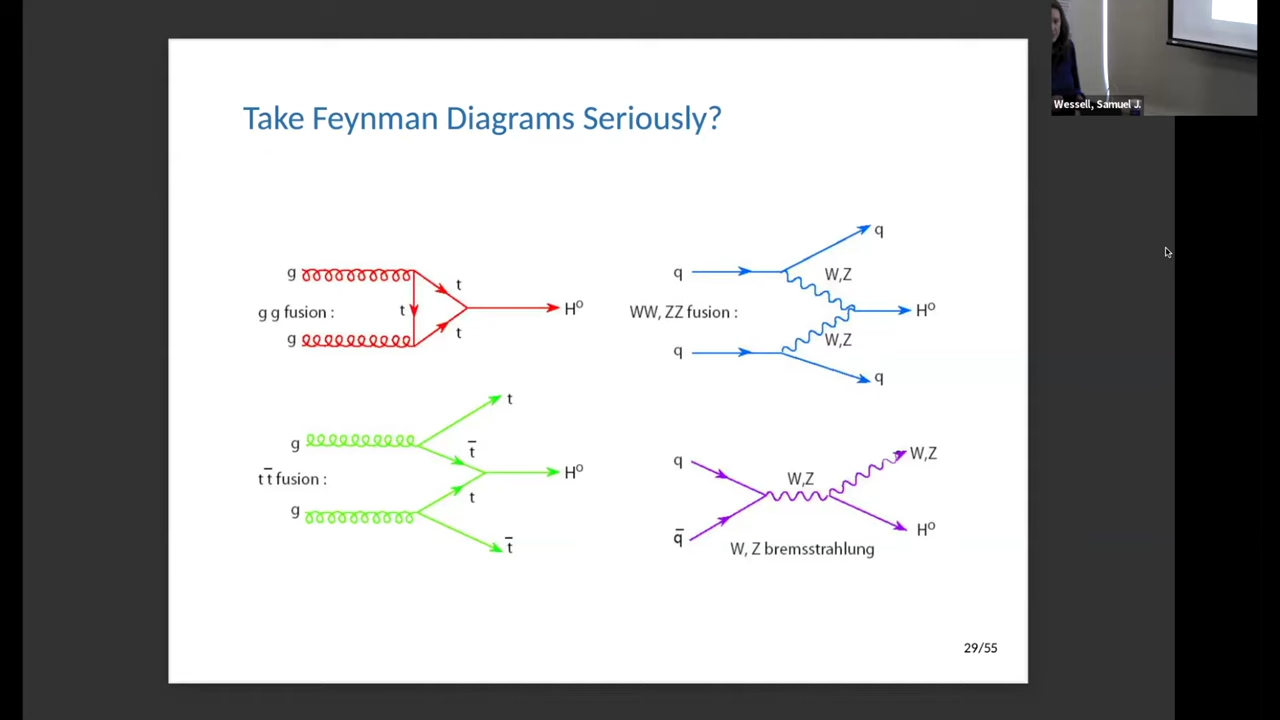 Wessell, Samuel J.
Take Feynman Diagrams Seriously?
g
t
g g fusion :
t
H⁰
g
t
q
q
W,Z
WW, ZZ fusion :
H⁰
W,Z
q
q
t
g
t̄
t t̄ fusion :
H⁰
t
g
t̄
q
W,Z
W,Z
q̄
H⁰
W, Z bremsstrahlung
29/55